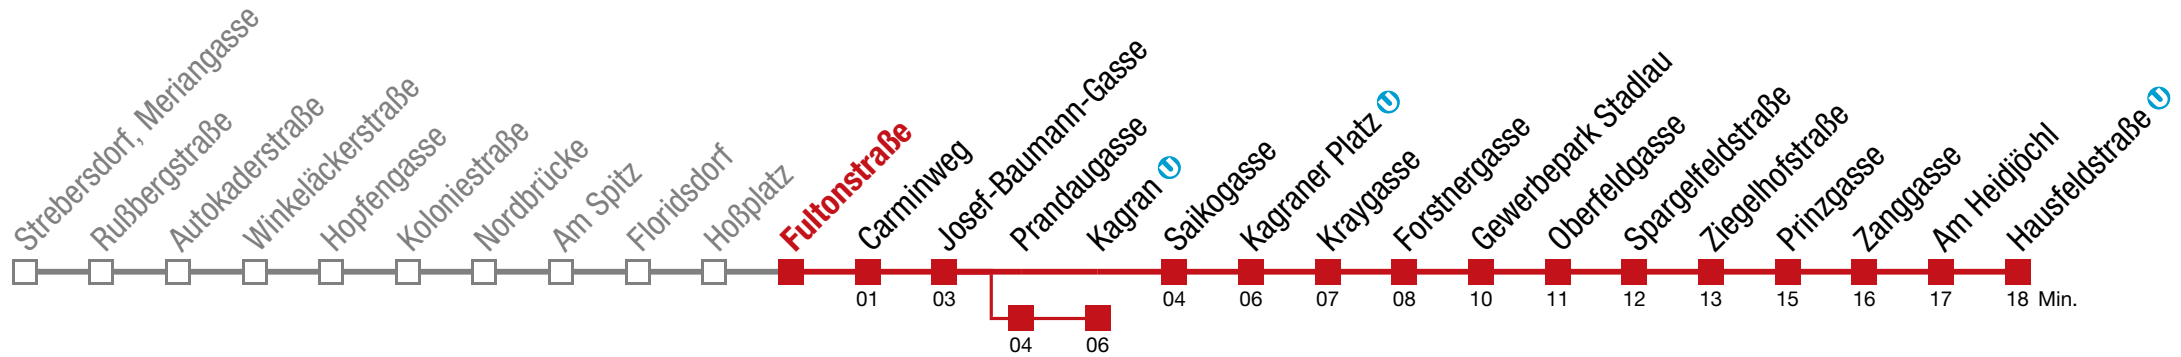 Strebersdorf, Meriangasse
Rußbergstraße
Autokaderstraße
Winkeläckerstraße
Hopfengasse
Koloniestraße
Nordbrücke
Am Spitz
Floridsdorf
Hoßplatz
Fultonstraße
Carminweg
Josef-Baumann-Gasse
Prandaugasse
Kagran U
Saikogasse
Kagraner Platz U
Kraygasse
Forstnergasse
Gewerbepark Stadlau
Oberfeldgasse
Spargelfeldstraße
Ziegelhofstraße
Prinzgasse
Zanggasse
Am Heidjöchl
Hausfeldstraße U
01 03 04 06 07 08 10 11 12 13 15 16 17 18 Min.
04 06